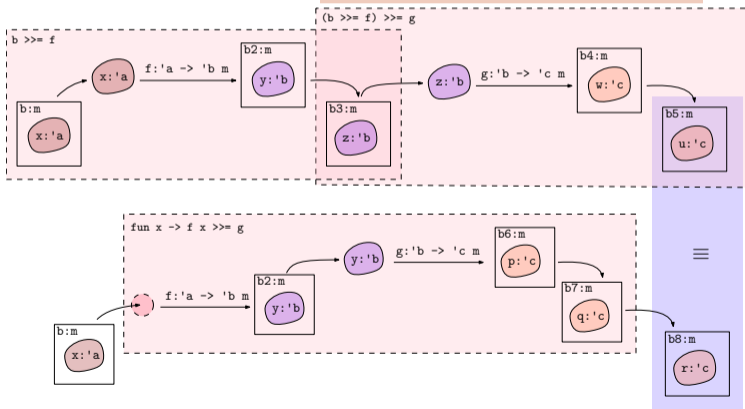 (b >>= f) >>= g
b >>= f
b:m
x:'a
x:'a
f:'a -> 'b m
b2:m
y:'b
b3:m
z:'b
z:'b
g:'b -> 'c m
b4:m
w:'c
b5:m
u:'c
≡
fun x -> f x >>= g
b:m
x:'a
f:'a -> 'b m
b2:m
y:'b
y:'b
g:'b -> 'c m
b6:m
p:'c
b7:m
q:'c
b8:m
r:'c